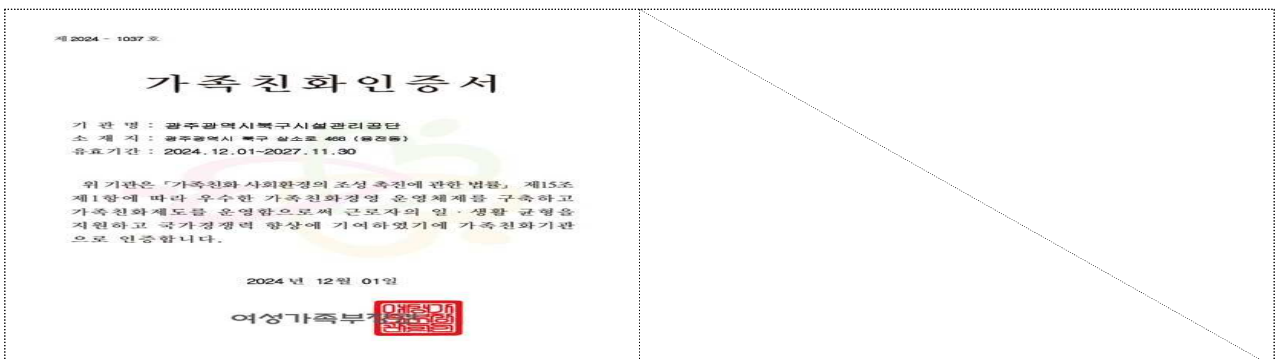 제 2024 - 1037 호
가족친화인증서
기 관 명 : 광주광역시북구시설관리공단
소 재 지 : 광주광역시 북구 삼소로 468 (용전동)
유효기간 : 2024.12.01~2027.11.30
위 기관은 「가족친화 사회환경의 조성 촉진에 관한 법률」 제15조
제1항에 따라 우수한 가족친화경영 운영체제를 구축하고
가족친화제도를 운영함으로써 근로자의 일 · 생활 균형을
지원하고 국가경쟁력 향상에 기여하였기에 가족친화기관
으로 인증합니다.
2024 년 12월 01일
여성가족부장관